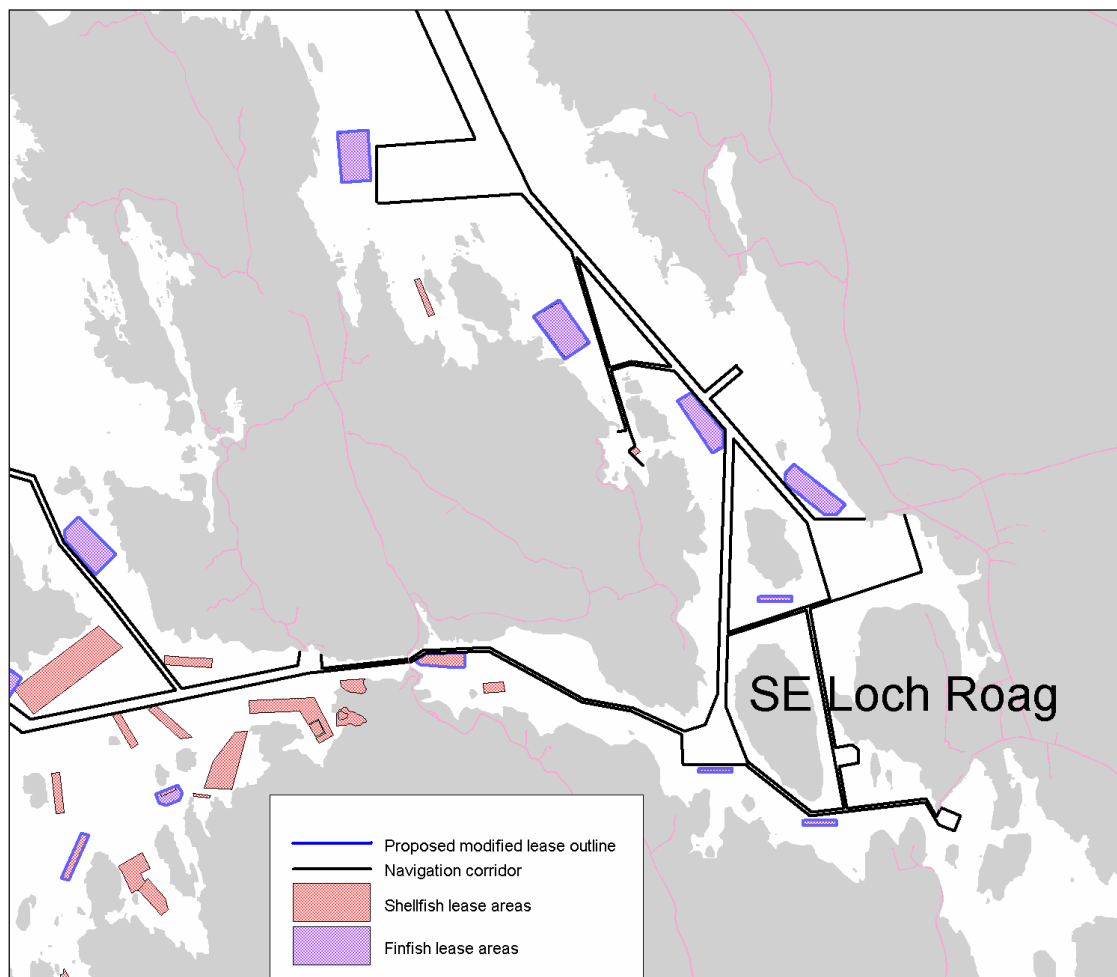 SE Loch Roag
Proposed modified lease outline
Navigation corridor
Shellfish lease areas
Finfish lease areas